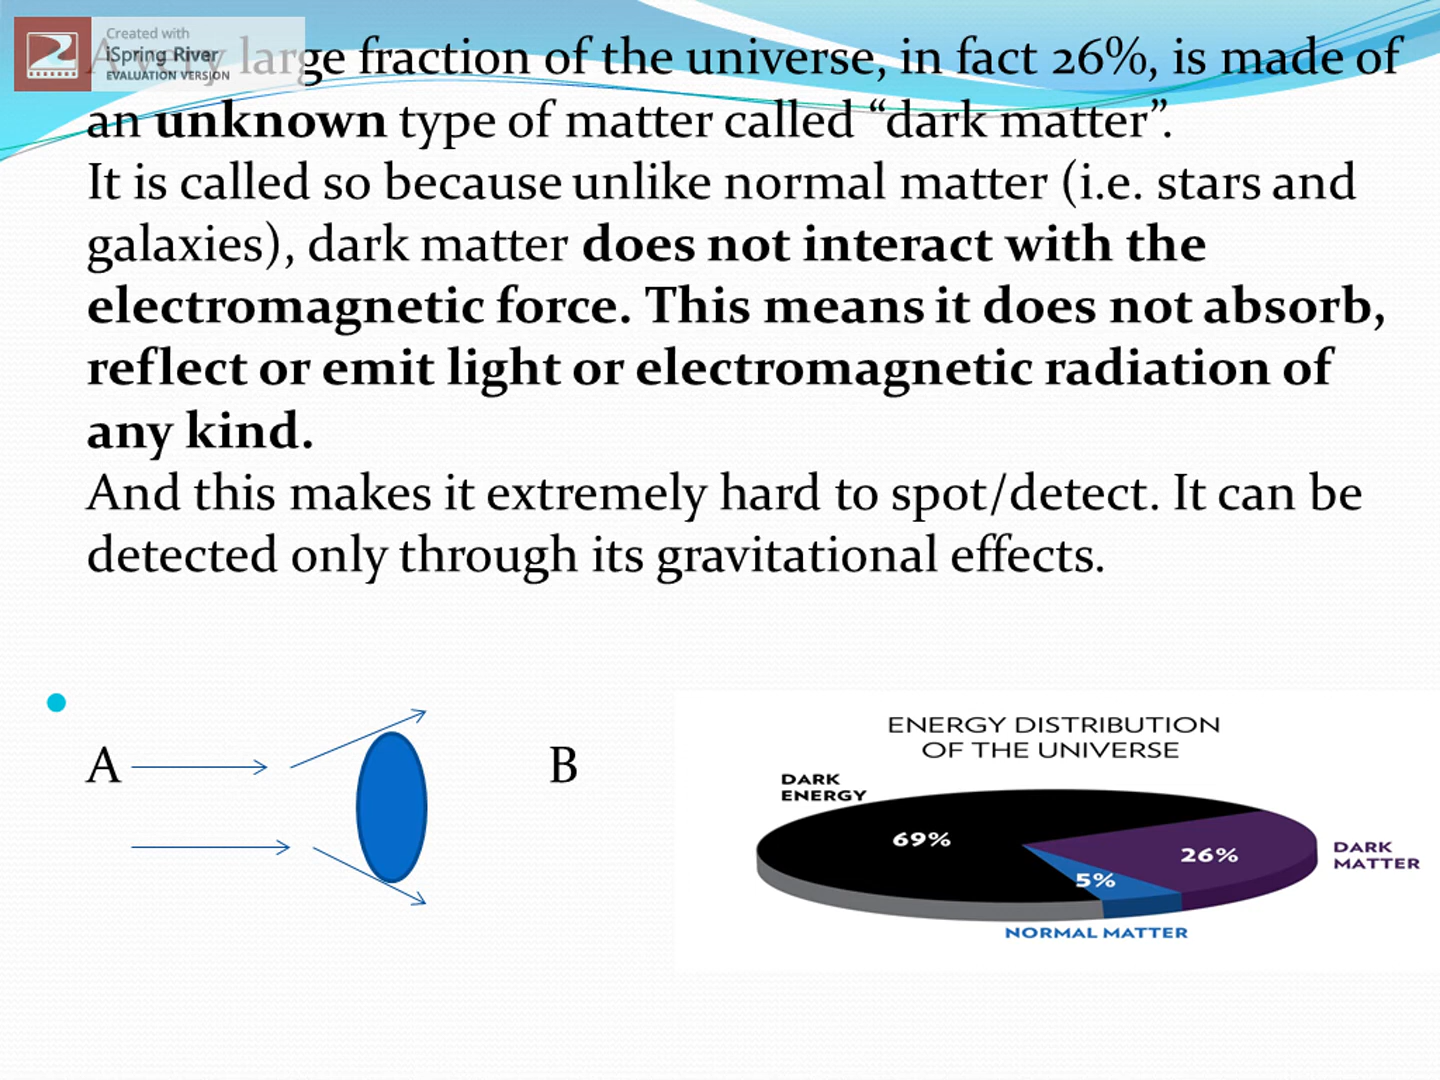 Created with
iSpring River
EVALUATION VERSION
A very large fraction of the universe, in fact 26%, is made of
an unknown type of matter called “dark matter”.
It is called so because unlike normal matter (i.e. stars and
galaxies), dark matter does not interact with the
electromagnetic force. This means it does not absorb,
reflect or emit light or electromagnetic radiation of
any kind.
And this makes it extremely hard to spot/detect. It can be
detected only through its gravitational effects.
A
B
ENERGY DISTRIBUTION
OF THE UNIVERSE
DARK
ENERGY
69%
26%
DARK
MATTER
5%
NORMAL MATTER